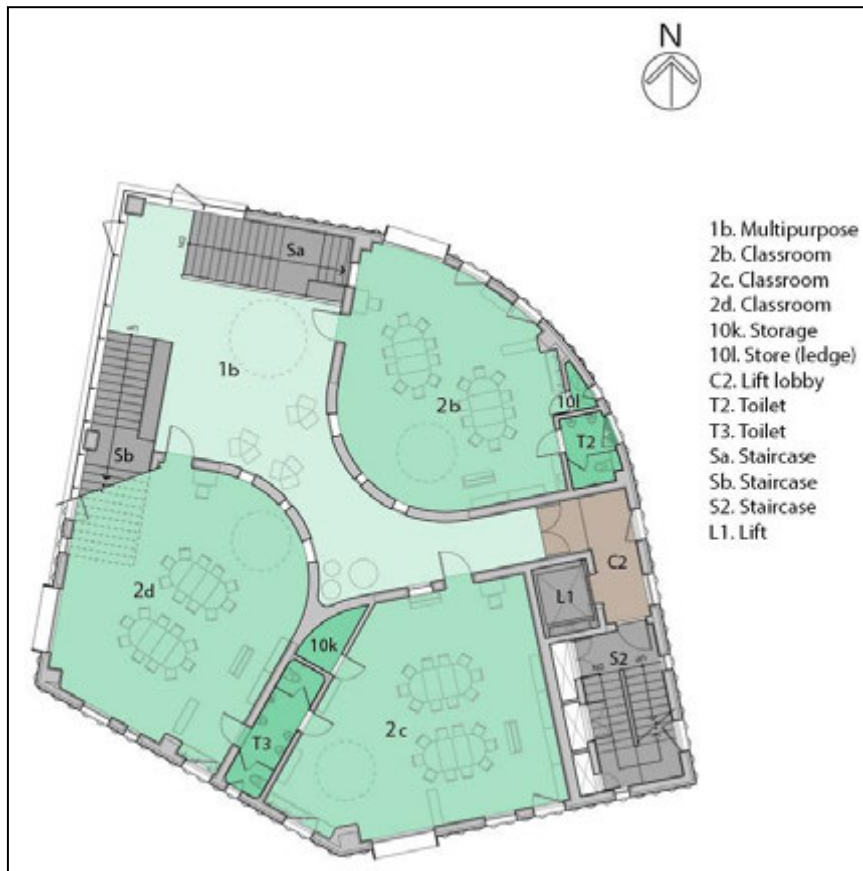 N
1b. Multipurpose
2b. Classroom
2c. Classroom
2d. Classroom
10k. Storage
10l. Store (ledge)
C2. Lift lobby
T2. Toilet
T3. Toilet
Sa. Staircase
Sb. Staircase
S2. Staircase
L1. Lift
Sa
1b
2b
10l
T2
Sb
C2
2d
L1
10k
S2
T3
2c